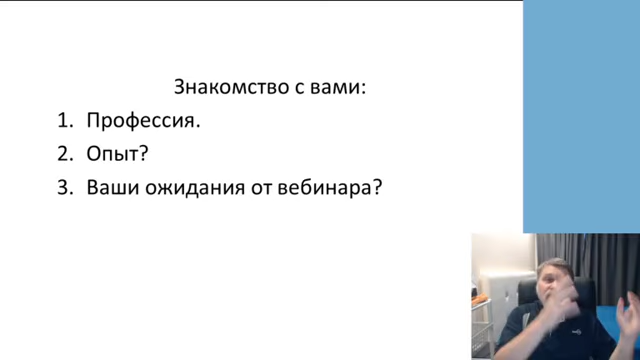 Знакомство с вами:
1. Профессия.
2. Опыт?
3. Ваши ожидания от вебинара?